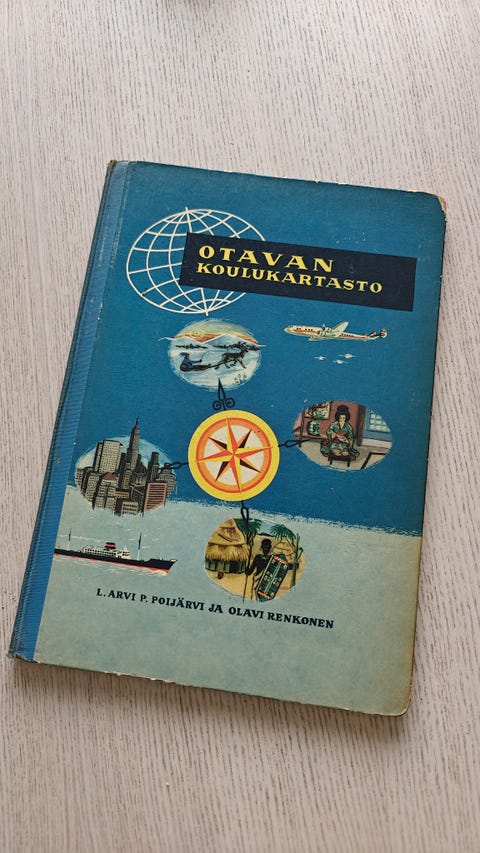 OTAVAN
KOULUKARTASTO
L. ARVI P. POIJÄRVI JA OLAVI RENKONEN